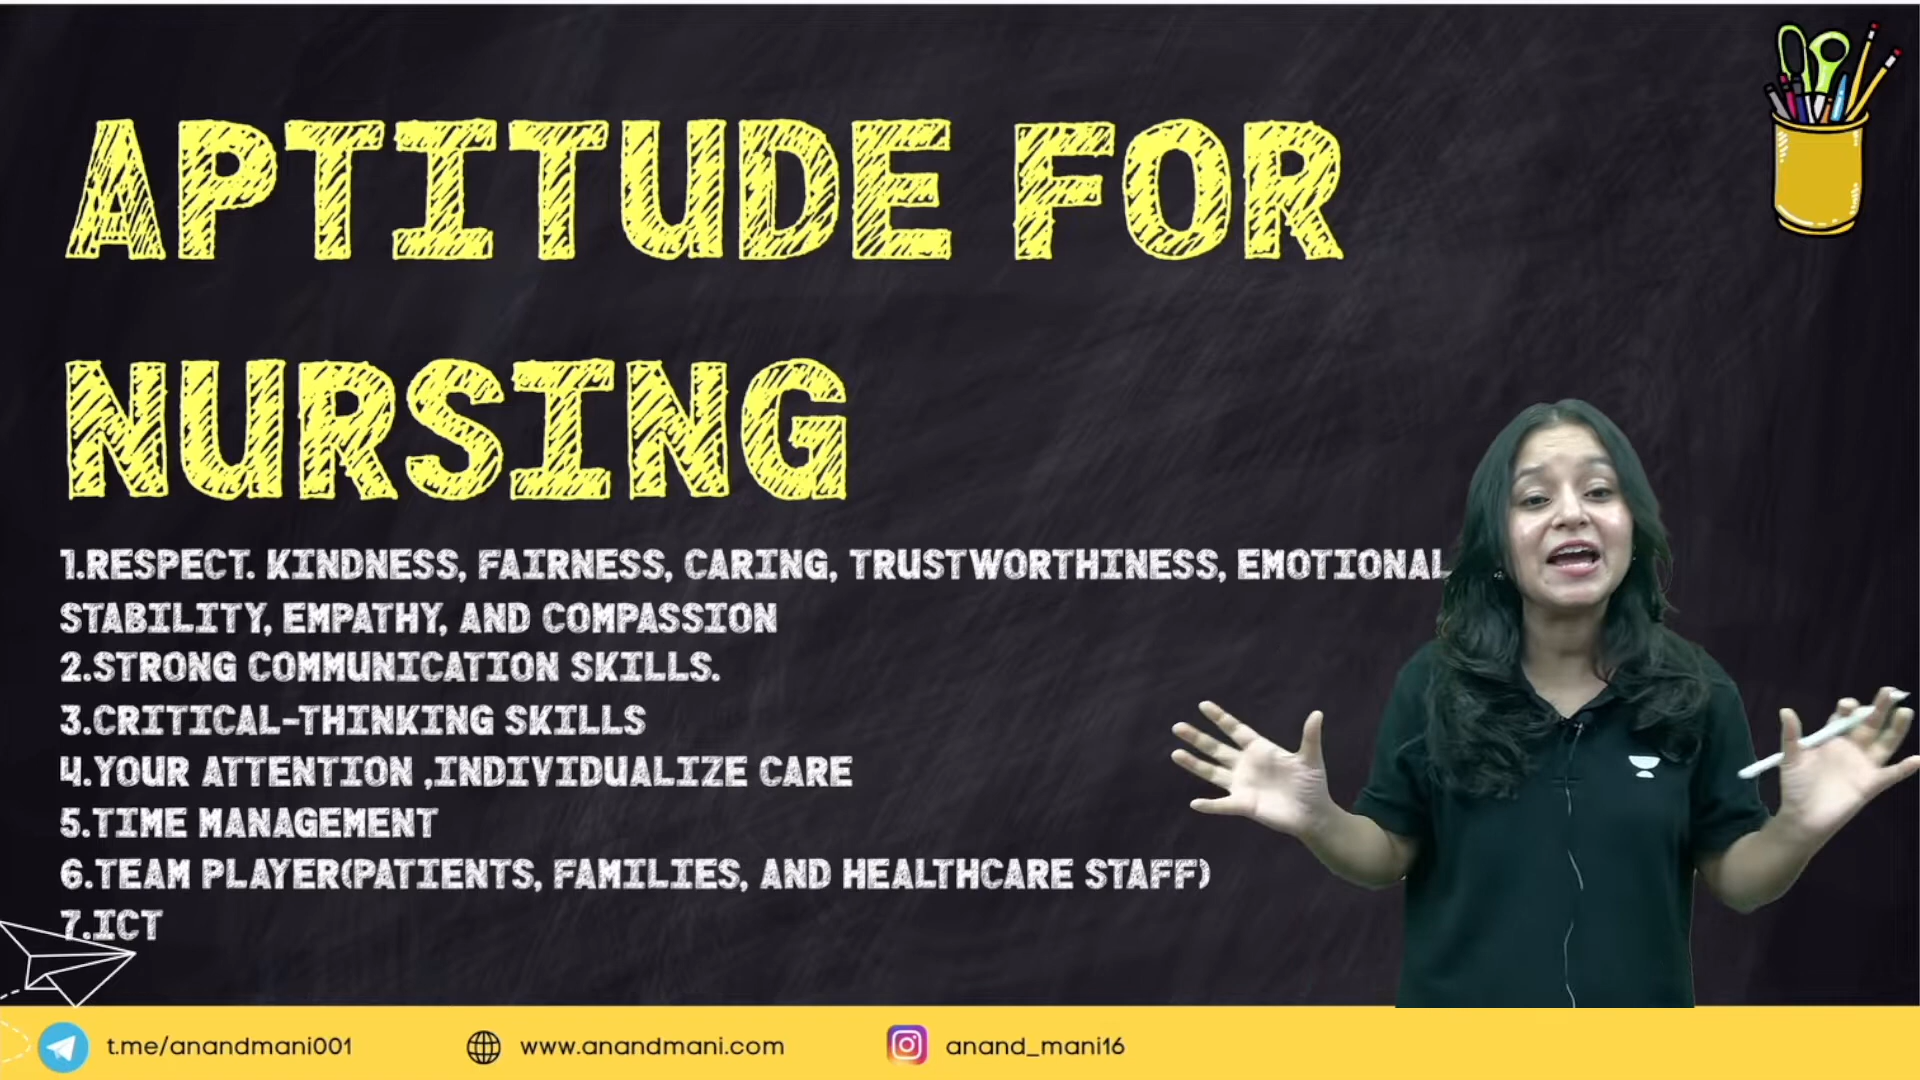 APTITUDE FOR
NURSING
1.RESPECT. KINDNESS, FAIRNESS, CARING, TRUSTWORTHINESS, EMOTIONAL
STABILITY, EMPATHY, AND COMPASSION
2.STRONG COMMUNICATION SKILLS.
3.CRITICAL-THINKING SKILLS
4.YOUR ATTENTION ,INDIVIDUALIZE CARE
5.TIME MANAGEMENT
6.TEAM PLAYER(PATIENTS, FAMILIES, AND HEALTHCARE STAFF)
7.ICT
t.me/anandmani001 www.anandmani.com anand_mani16